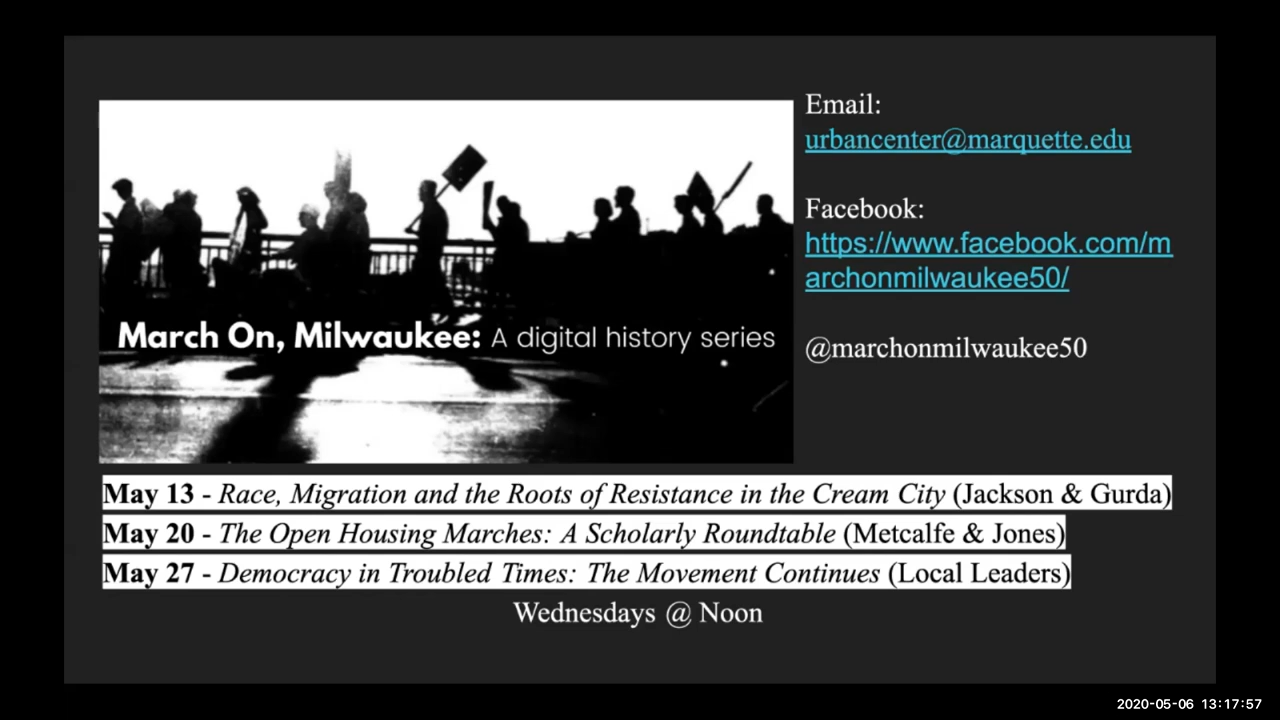 Email:
urbancenter@marquette.edu
Facebook:
https://www.facebook.com/m
archonmilwaukee50/
@marchonmilwaukee50
March On, Milwaukee: A digital history series
May 13 - Race, Migration and the Roots of Resistance in the Cream City (Jackson & Gurda)
May 20 - The Open Housing Marches: A Scholarly Roundtable (Metcalfe & Jones)
May 27 - Democracy in Troubled Times: The Movement Continues (Local Leaders)
Wednesdays @ Noon
2020-05-06 13:17:57